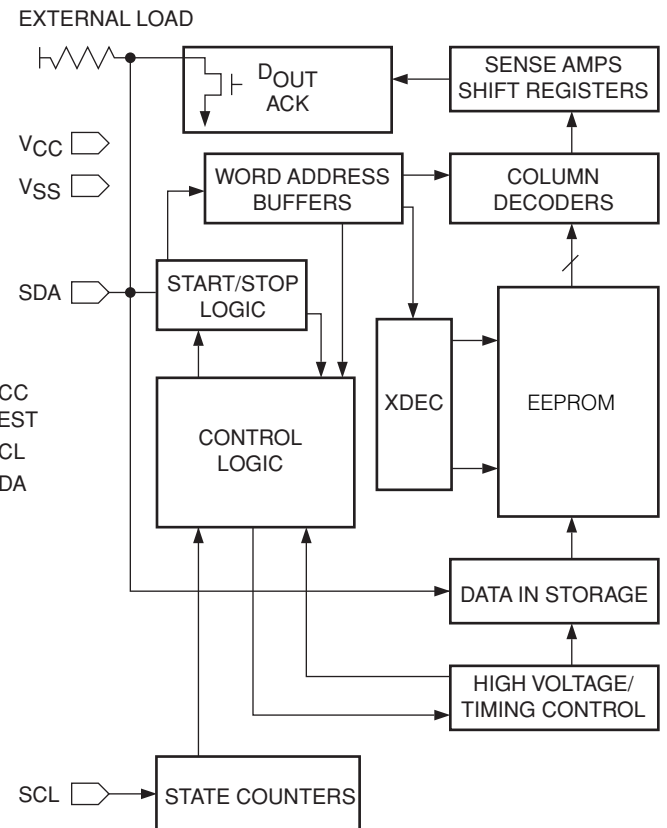 EXTERNAL LOAD
DOUT
ACK
SENSE AMPS
SHIFT REGISTERS
VCC
VSS
WORD ADDRESS
BUFFERS
COLUMN
DECODERS
SDA
START/STOP
LOGIC
XDEC
EEPROM
CC
EST
CL
DA
CONTROL
LOGIC
DATA IN STORAGE
HIGH VOLTAGE/
TIMING CONTROL
SCL
STATE COUNTERS